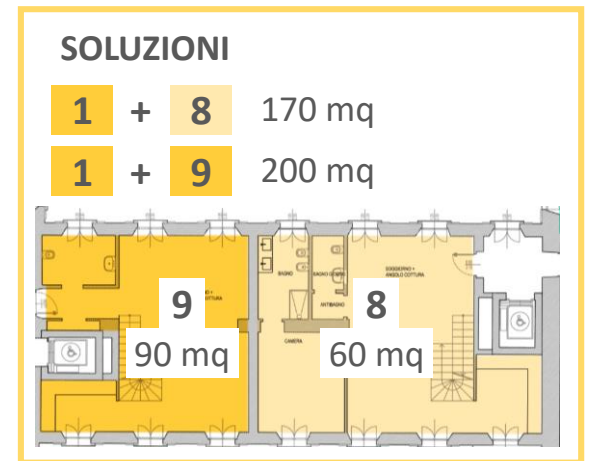 SOLUZIONI
1 + 8 170 mq
1 + 9 200 mq
BAGNO
BAGNO OSPITI
SOGGIORNO +
ANGOLO COTTURA
ANTIBAGNO
9
8
CAMERA
90 mq
60 mq